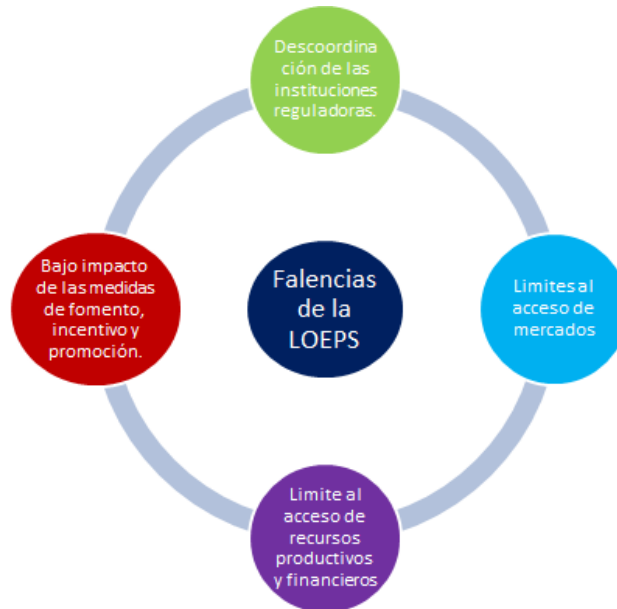 Descoordina
ción de las
instituciones
reguladoras.
Bajo impacto
de las medidas
de fomento,
incentivo y
promoción.
Falencias
de la
LOEPS
Limites al
acceso de
mercados
Limite al
acceso de
recursos
productivos
y financieros